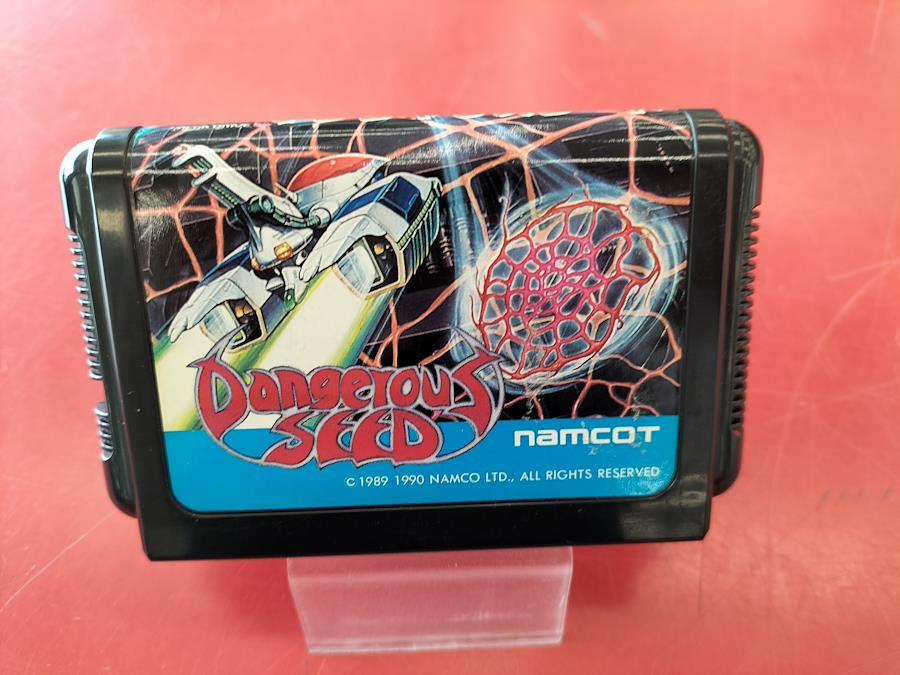 Dangerous
SEED
namcoT
© 1989 1990 NAMCO LTD., ALL RIGHTS RESERVED